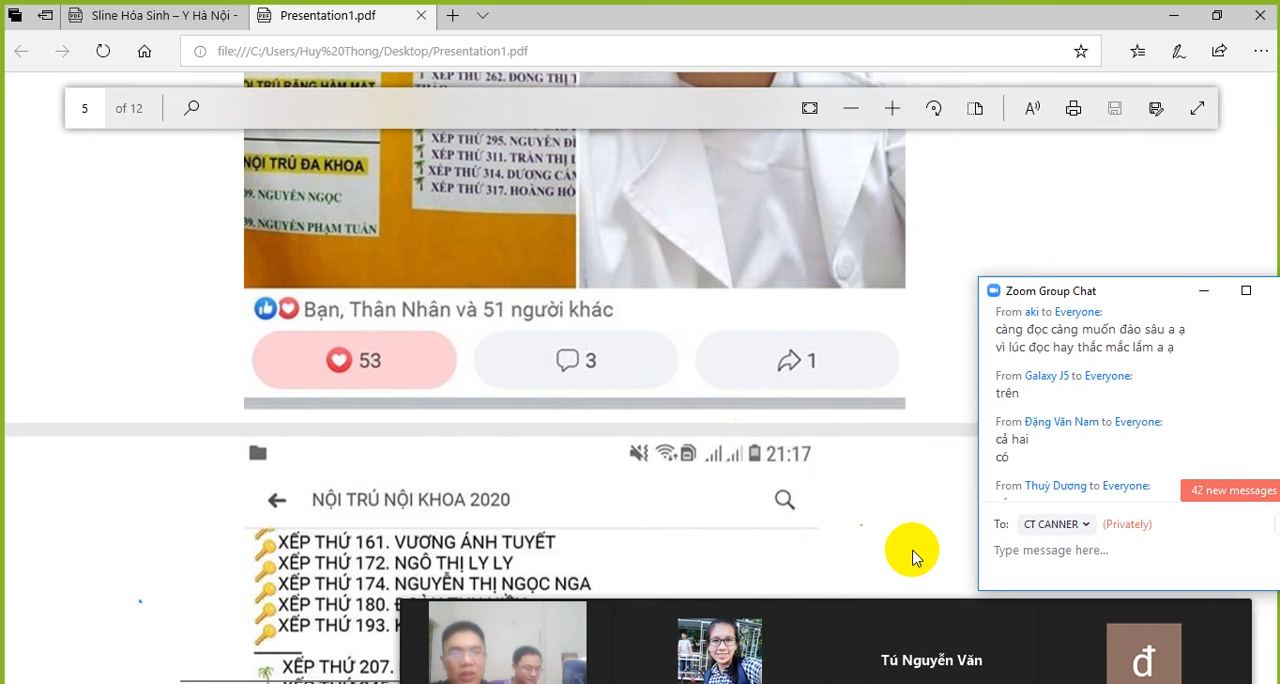 Sline Hóa Sinh – Y Hà Nội -
Presentation1.pdf
file:///C:/Users/Huy%20Thong/Desktop/Presentation1.pdf
5 of 12
NỘI TRÚ RĂNG HÀM MẶT
XẾP THỨ 262. ĐỒNG THỊ T
XẾP THỨ 295. NGUYỄN
XẾP THỨ 311. TRẦN THỊ
XẾP THỨ 314. DƯƠNG
XẾP THỨ 317. HOÀNG
NỘI TRÚ ĐA KHOA
NGUYỄN NGỌC
NGUYỄN PHẠM TUÂN
Bạn, Thân Nhân và 51 người khác
53
3
1
21:17
NỘI TRÚ NỘI KHOA 2020
XẾP THỨ 161. VƯƠNG ÁNH TUYẾT
XẾP THỨ 172. NGÔ THỊ LY LY
XẾP THỨ 174. NGUYỄN THỊ NGỌC NGA
XẾP THỨ 180.
XẾP THỨ 193.
XẾP THỨ 207.
Zoom Group Chat
From aki to Everyone:
càng đọc càng muốn đào sâu a ạ
vì lúc đọc hay thắc mắc lắm a ạ
From Galaxy J5 to Everyone:
trên
From Đặng Văn Nam to Everyone:
cả hai
có
From Thuỳ Dương to Everyone:
42 new messages
To: CT CANNER (Privately)
Type message here...
Tú Nguyễn Văn
đ